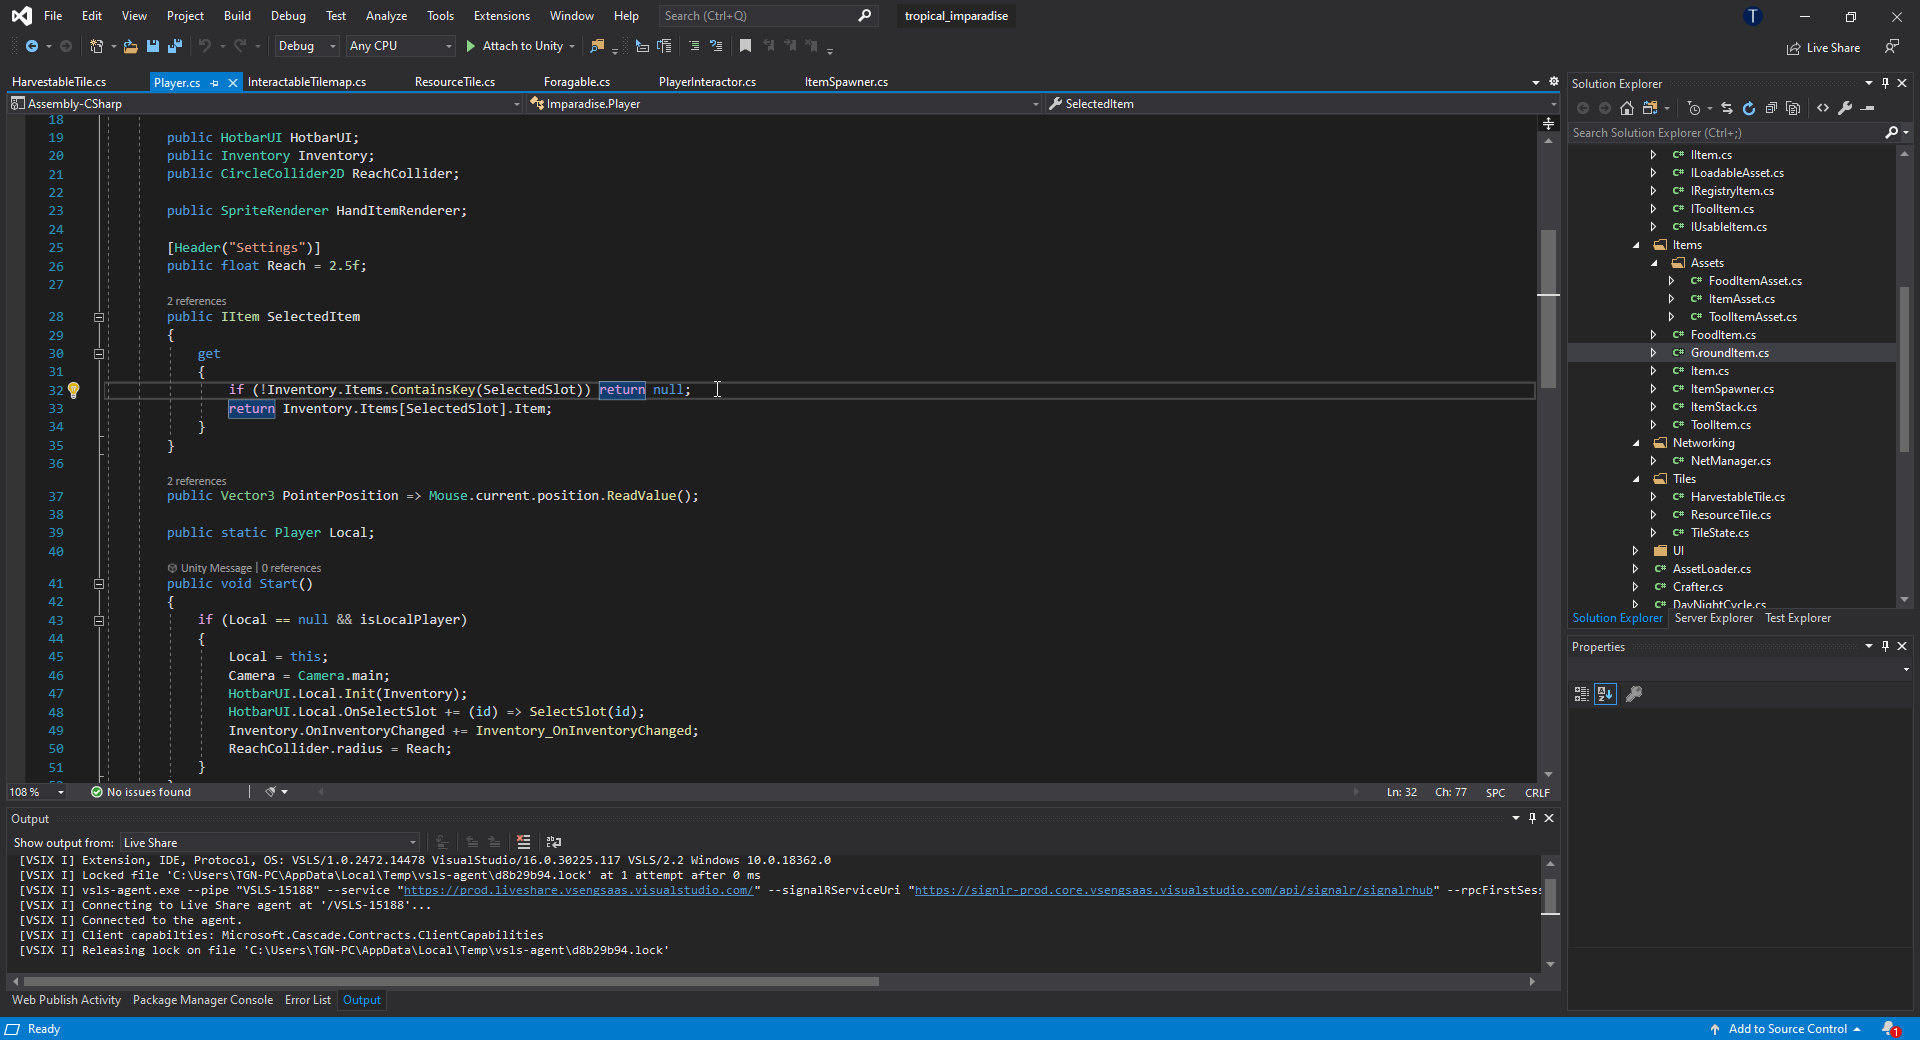 File Edit View Project Build Debug Test Analyze Tools Extensions Window Help Search (Ctrl+Q) tropical_imparadise T
Debug Any CPU Attach to Unity Live Share
HarvestableTile.cs Player.cs InteractableTilemap.cs ResourceTile.cs Foragable.cs PlayerInteractor.cs ItemSpawner.cs
Assembly-CSharp Imparadise.Player SelectedItem
18
19 public HotbarUI HotbarUI;
20 public Inventory Inventory;
21 public CircleCollider2D ReachCollider;
22
23 public SpriteRenderer HandItemRenderer;
24
25 [Header("Settings")]
26 public float Reach = 2.5f;
27
2 references
28 public IItem SelectedItem
29 {
30 get
31 {
32 if (!Inventory.Items.ContainsKey(SelectedSlot)) return null;
33 return Inventory.Items[SelectedSlot].Item;
34 }
35 }
36
2 references
37 public Vector3 PointerPosition => Mouse.current.position.ReadValue();
38
39 public static Player Local;
40
Unity Message | 0 references
41 public void Start()
42 {
43 if (Local == null && isLocalPlayer)
44 {
45 Local = this;
46 Camera = Camera.main;
47 HotbarUI.Local.Init(Inventory);
48 HotbarUI.Local.OnSelectSlot += (id) => SelectSlot(id);
49 Inventory.OnInventoryChanged += Inventory_OnInventoryChanged;
50 ReachCollider.radius = Reach;
51 }
108 % No issues found Ln: 32 Ch: 77 SPC CRLF
Output
Show output from: Live Share
[VSIX I] Extension, IDE, Protocol, OS: VSLS/1.0.2472.14478 VisualStudio/16.0.30225.117 VSLS/2.2 Windows 10.0.18362.0
[VSIX I] Locked file 'C:\Users\TGN-PC\AppData\Local\Temp\vsls-agent\d8b29b94.lock' at 1 attempt after 0 ms
[VSIX I] vsls-agent.exe --pipe "VSLS-15188" --service "https://prod.liveshare.vsengsaas.visualstudio.com/" --signalRServiceUri "https://signlr-prod.core.vsengsaas.visualstudio.com/api/signalr/signalrhub" --rpcFirstSess
[VSIX I] Connecting to Live Share agent at '/VSLS-15188'...
[VSIX I] Connected to the agent.
[VSIX I] Client capabilties: Microsoft.Cascade.Contracts.ClientCapabilities
[VSIX I] Releasing lock on file 'C:\Users\TGN-PC\AppData\Local\Temp\vsls-agent\d8b29b94.lock'
Web Publish Activity Package Manager Console Error List Output
Solution Explorer
Search Solution Explorer (Ctrl+;)
C# IItem.cs
C# ILoadableAsset.cs
C# IRegistryItem.cs
C# IToolItem.cs
C# IUsableItem.cs
Items
Assets
C# FoodItemAsset.cs
C# ItemAsset.cs
C# ToolItemAsset.cs
C# FoodItem.cs
C# GroundItem.cs
C# Item.cs
C# ItemSpawner.cs
C# ItemStack.cs
C# ToolItem.cs
Networking
C# NetManager.cs
Tiles
C# HarvestableTile.cs
C# ResourceTile.cs
C# TileState.cs
UI
C# AssetLoader.cs
C# Crafter.cs
C# DayNightCycle.cs
Solution Explorer Server Explorer Test Explorer
Properties
Ready Add to Source Control 1